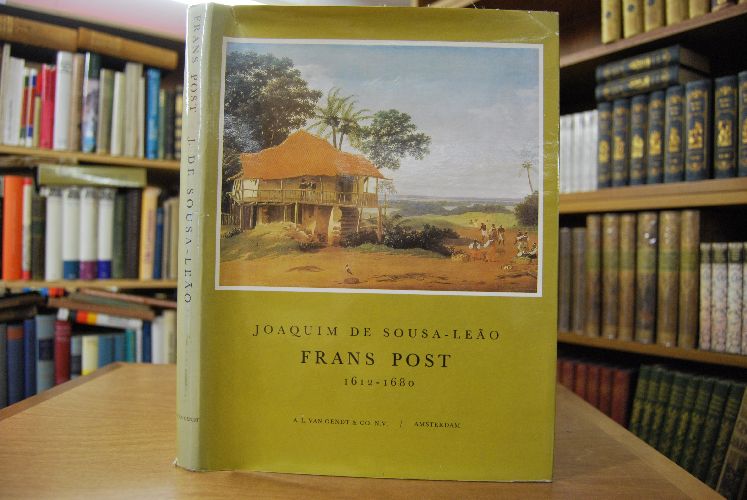 FRANS POST J. DE SOUSA-LEÃO
JOAQUIM DE SOUSA-LEÃO
FRANS POST
1612-1680
A. L. VAN GENDT & CO. N.V. / AMSTERDAM